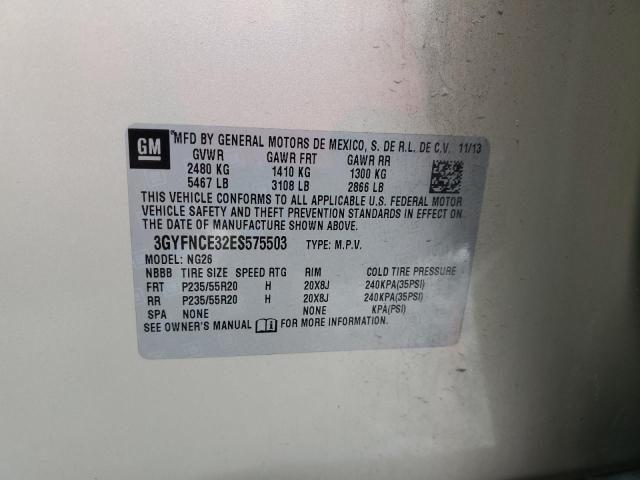 GM ® MFD BY GENERAL MOTORS DE MEXICO, S. DE R.L. DE C.V. 11/13
GVWR GAWR FRT GAWR RR
2480 KG 1410 KG 1300 KG
5467 LB 3108 LB 2866 LB
THIS VEHICLE CONFORMS TO ALL APPLICABLE U.S. FEDERAL MOTOR
VEHICLE SAFETY AND THEFT PREVENTION STANDARDS IN EFFECT ON
THE DATE OF MANUFACTURE SHOWN ABOVE.
3GYFNCE32ES575503 TYPE: M.P.V.
MODEL: NG26
NBBB TIRE SIZE SPEED RTG RIM COLD TIRE PRESSURE
FRT P235/55R20 H 20X8J 240KPA(35PSI)
RR P235/55R20 H 20X8J 240KPA(35PSI)
SPA NONE NONE KPA(PSI)
SEE OWNER'S MANUAL FOR MORE INFORMATION.